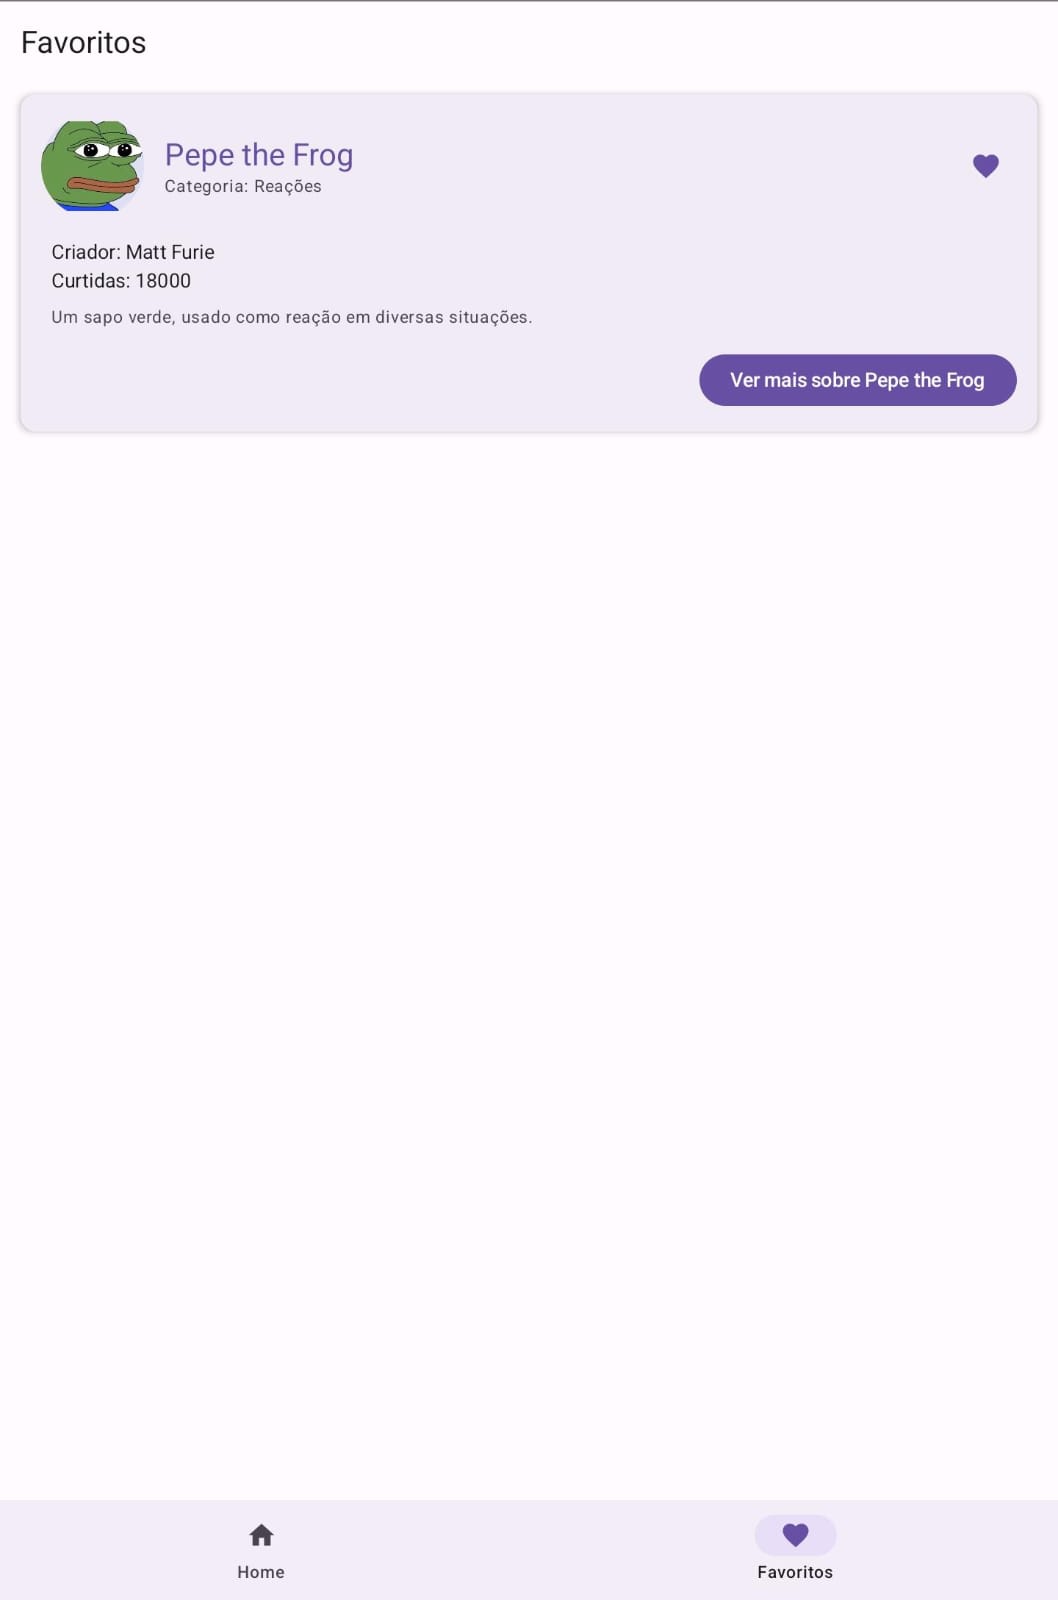 Favoritos
Pepe the Frog
Categoria: Reações
Criador: Matt Furie
Curtidas: 18000
Um sapo verde, usado como reação em diversas situações.
Ver mais sobre Pepe the Frog
Home
Favoritos